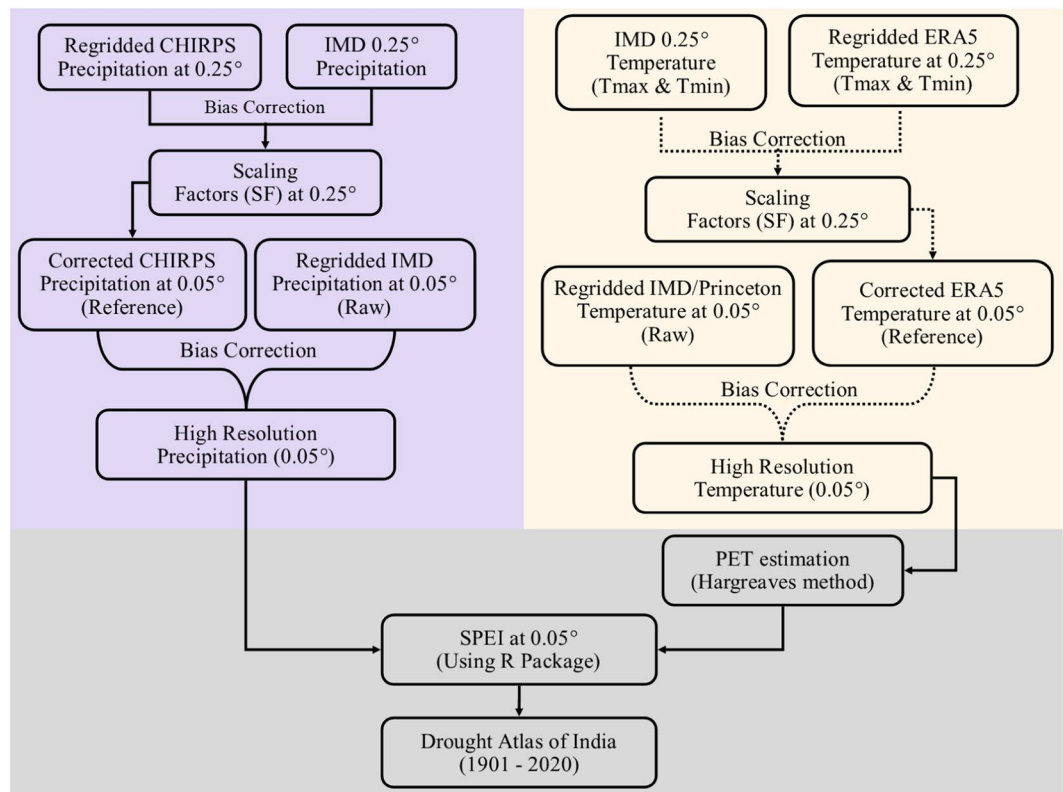 Regridded CHIRPS
Precipitation at 0.25°
IMD 0.25°
Precipitation
Bias Correction
Scaling
Factors (SF) at 0.25°
Corrected CHIRPS
Precipitation at 0.05°
(Reference)
Regridded IMD
Precipitation at 0.05°
(Raw)
Bias Correction
High Resolution
Precipitation (0.05°)
IMD 0.25°
Temperature
(Tmax & Tmin)
Regridded ERA5
Temperature at 0.25°
(Tmax & Tmin)
Bias Correction
Scaling
Factors (SF) at 0.25°
Regridded IMD/Princeton
Temperature at 0.05°
(Raw)
Corrected ERA5
Temperature at 0.05°
(Reference)
Bias Correction
High Resolution
Temperature (0.05°)
PET estimation
(Hargreaves method)
SPEI at 0.05°
(Using R Package)
Drought Atlas of India
(1901 - 2020)